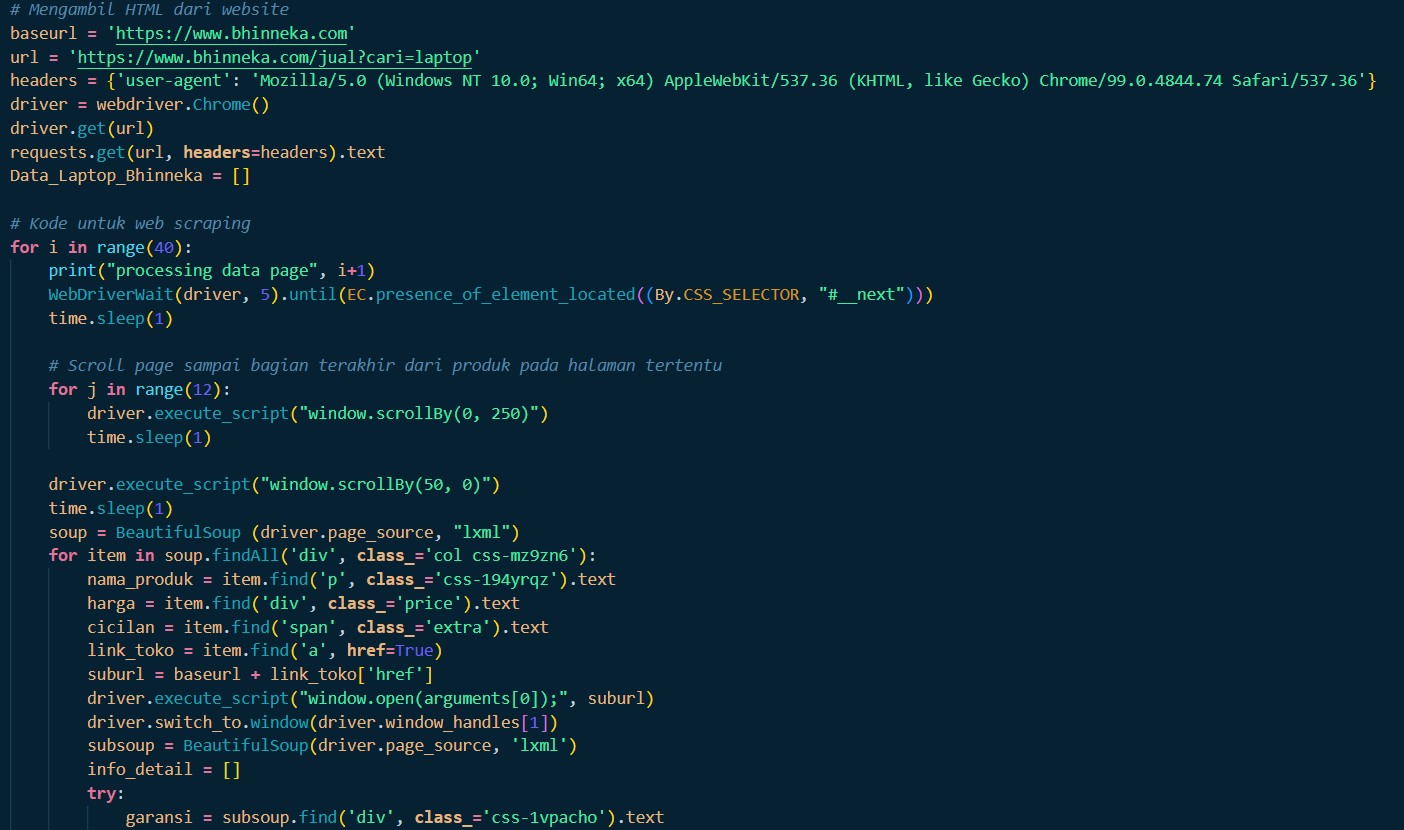 # Mengambil HTML dari website
baseurl = 'https://www.bhinneka.com'
url = 'https://www.bhinneka.com/jual?cari=laptop'
headers = {'user-agent': 'Mozilla/5.0 (Windows NT 10.0; Win64; x64) AppleWebKit/537.36 (KHTML, like Gecko) Chrome/99.0.4844.74 Safari/537.36'}
driver = webdriver.Chrome()
driver.get(url)
requests.get(url, headers=headers).text
Data_Laptop_Bhinneka = []

# Kode untuk web scraping
for i in range(40):
    print("processing data page", i+1)
    WebDriverWait(driver, 5).until(EC.presence_of_element_located((By.CSS_SELECTOR, "#__next")))
    time.sleep(1)

    # Scroll page sampai bagian terakhir dari produk pada halaman tertentu
    for j in range(12):
        driver.execute_script("window.scrollBy(0, 250)")
        time.sleep(1)

    driver.execute_script("window.scrollBy(50, 0)")
    time.sleep(1)
    soup = BeautifulSoup (driver.page_source, "lxml")
    for item in soup.findAll('div', class_='col css-mz9zn6'):
        nama_produk = item.find('p', class_='css-194yrqz').text
        harga = item.find('div', class_='price').text
        cicilan = item.find('span', class_='extra').text
        link_toko = item.find('a', href=True)
        suburl = baseurl + link_toko['href']
        driver.execute_script("window.open(arguments[0]);", suburl)
        driver.switch_to.window(driver.window_handles[1])
        subsoup = BeautifulSoup(driver.page_source, 'lxml')
        info_detail = []
        try:
            garansi = subsoup.find('div', class_='css-1vpacho').text